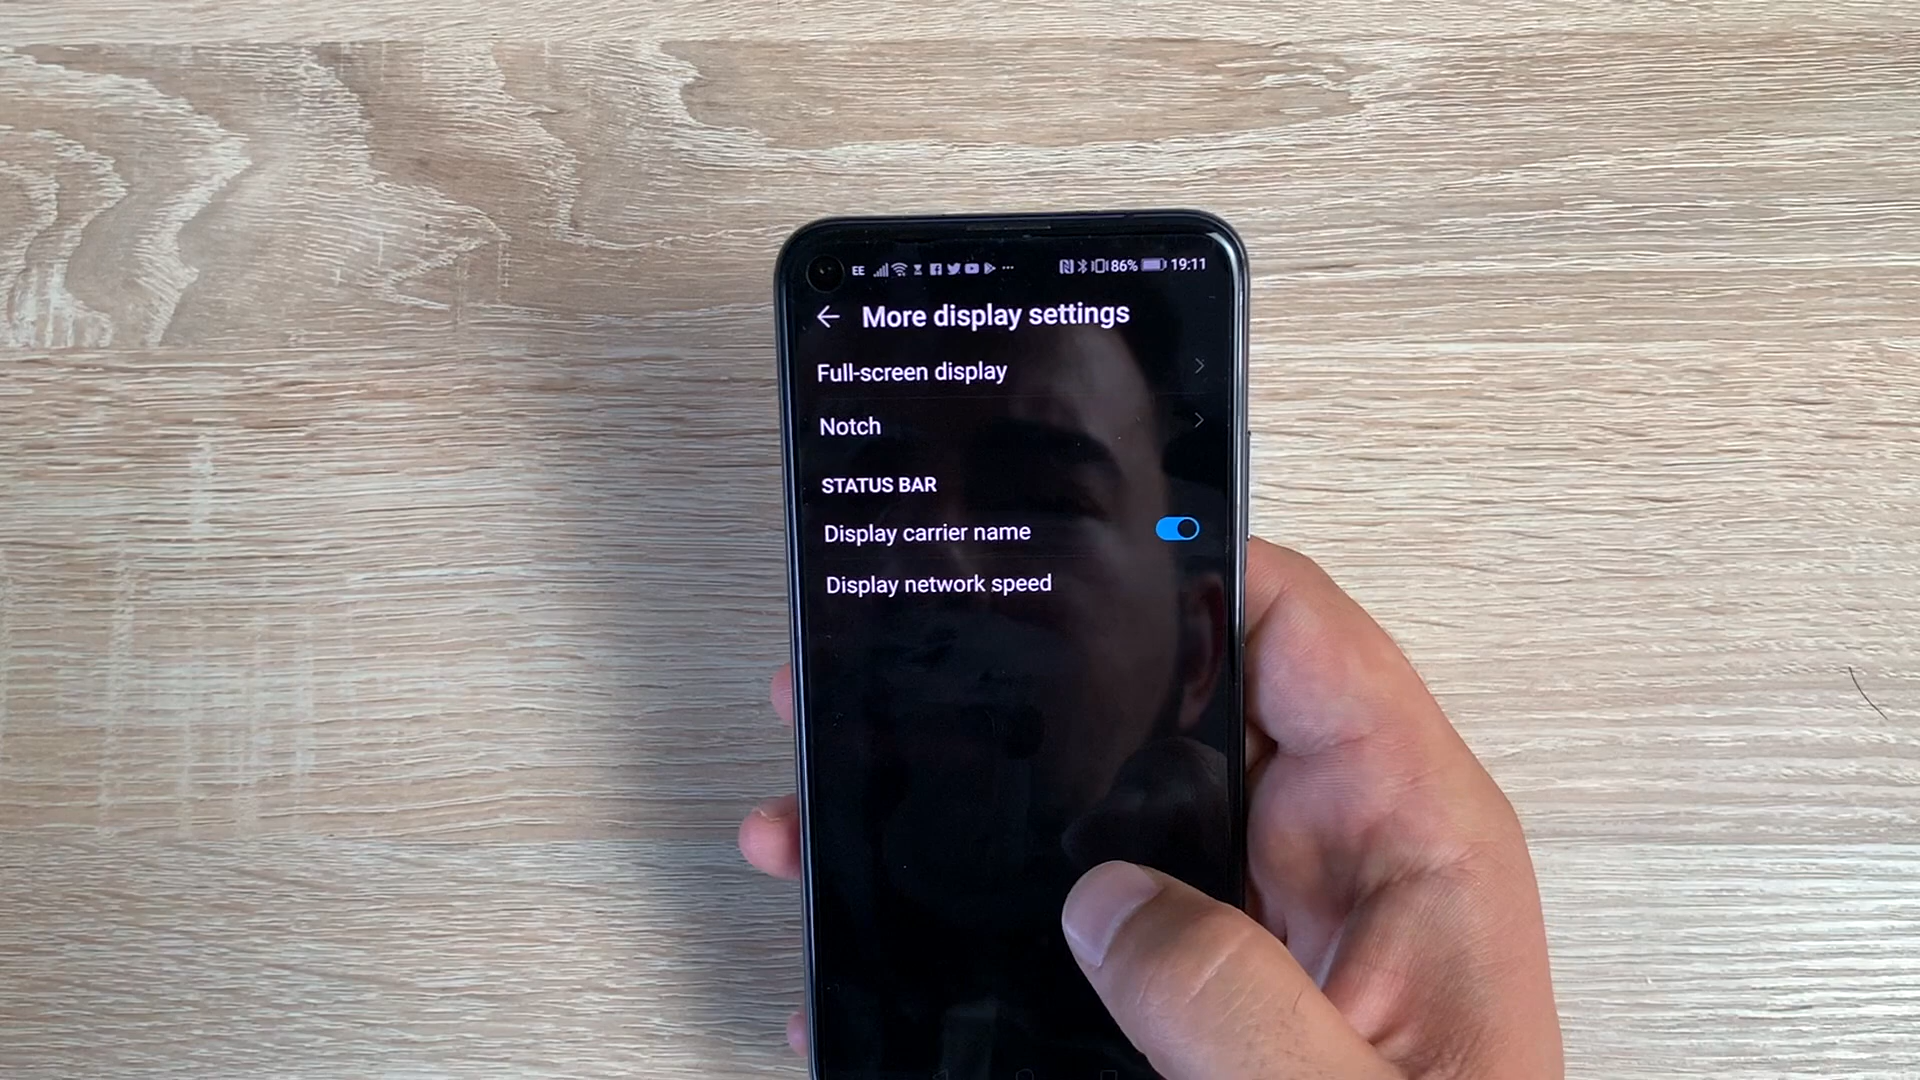 EE 86% 19:11
More display settings
Full-screen display
Notch
STATUS BAR
Display carrier name
Display network speed